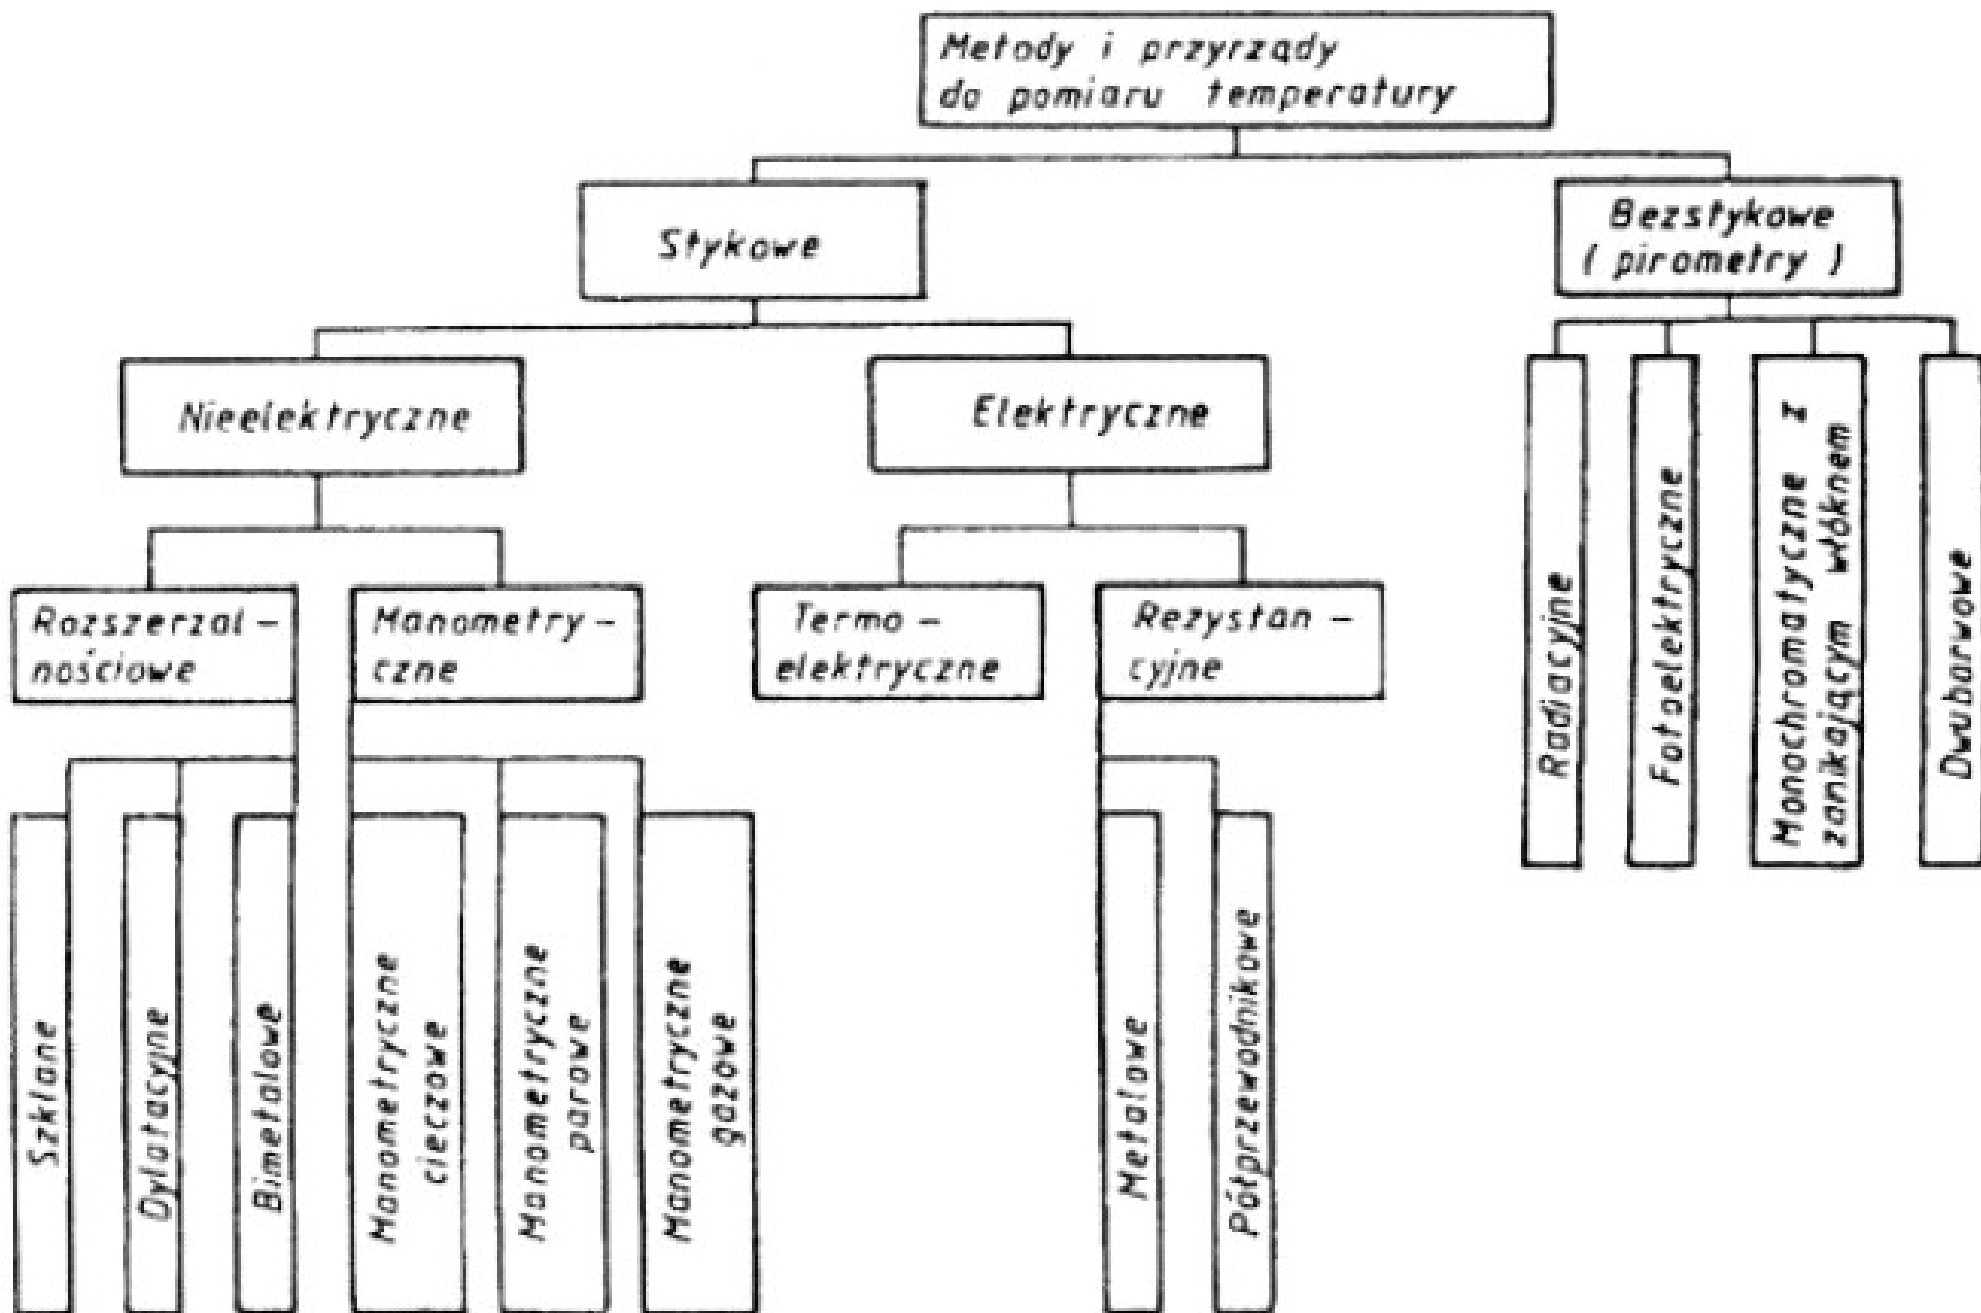 Metody i przyrządy
do pomiaru temperatury
Stykowe
Bezstykowe
( pirometry )
Nieelektryczne
Elektryczne
Rozszerzal -
nościowe
Manometry -
czne
Termo -
elektryczne
Rezystan -
cyjne
Radiacyjne
Fotoelektryczne
Monochromatyczne z
zanikającym włóknem
Dwubarwowe
Szklane
Dylatacyjne
Bimetalowe
Manometryczne
cieczowe
Manometryczne
parowe
Manometryczne
gazowe
Metalowe
Półprzewodnikowe